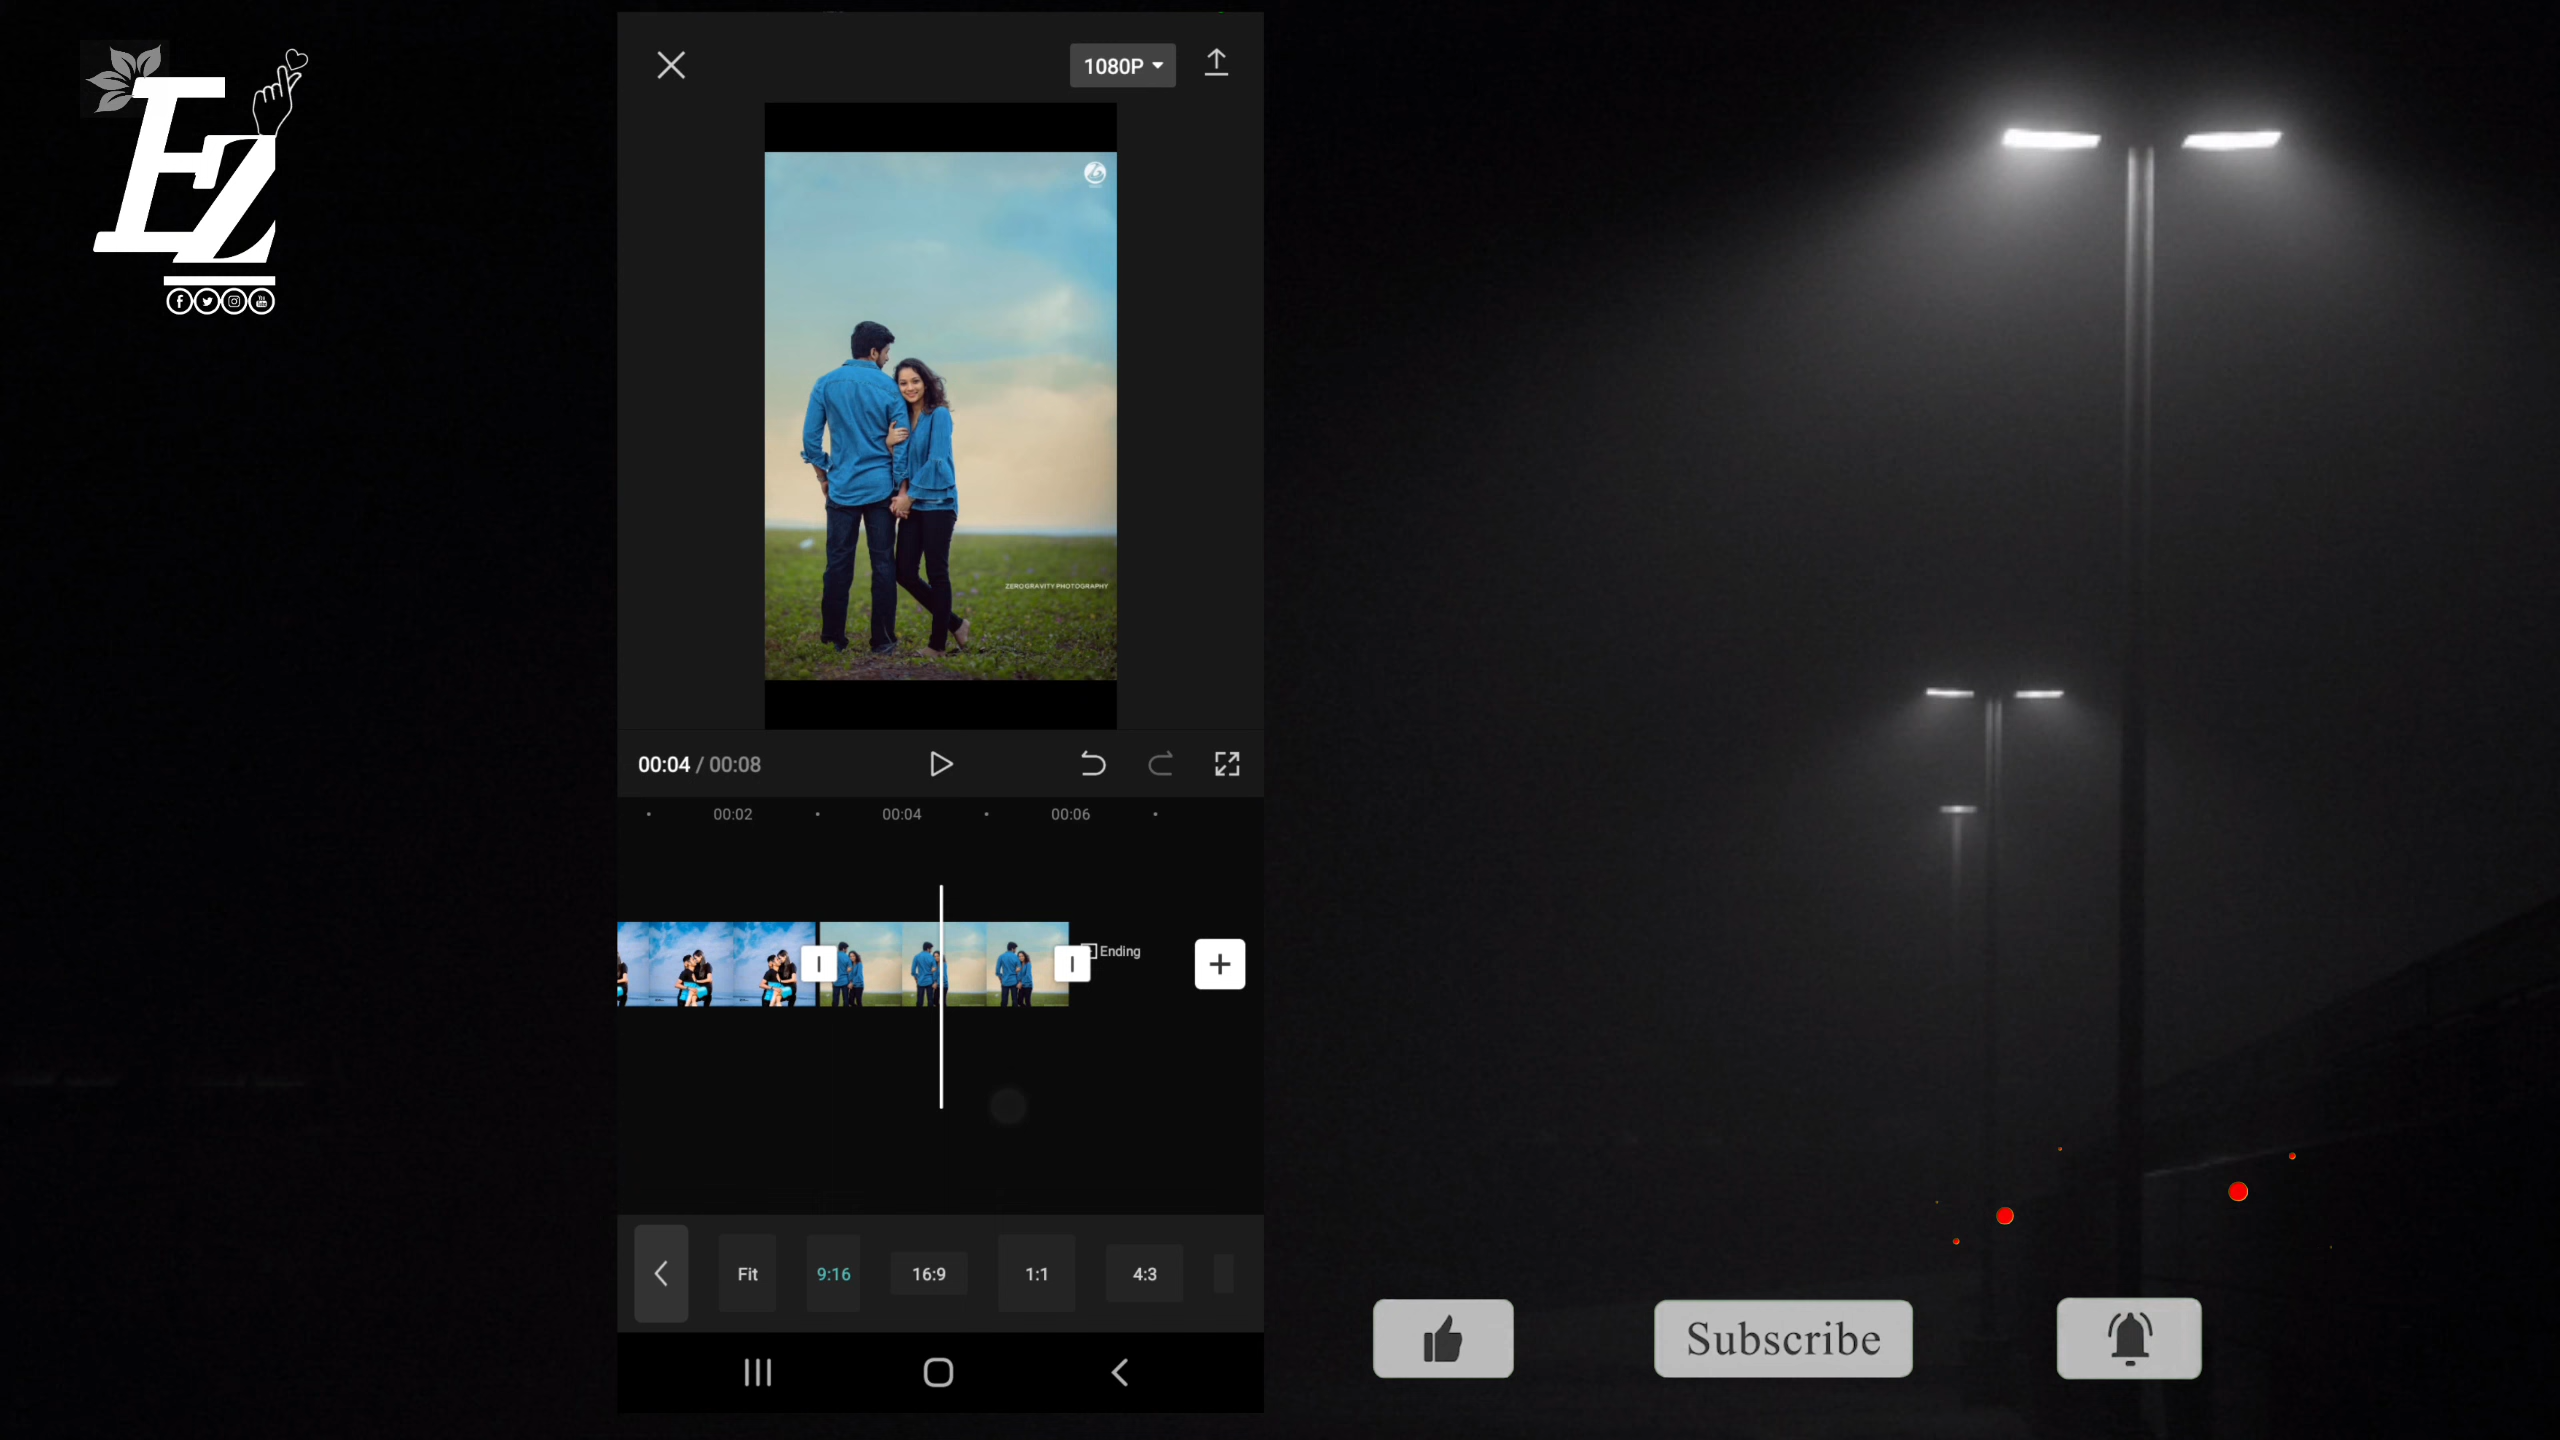 EZ
1080P
ZEROGRAVITY PHOTOGRAPHY
00:04 / 00:08
00:02
00:04
00:06
Ending
Fit
9:16
16:9
1:1
4:3
Subscribe